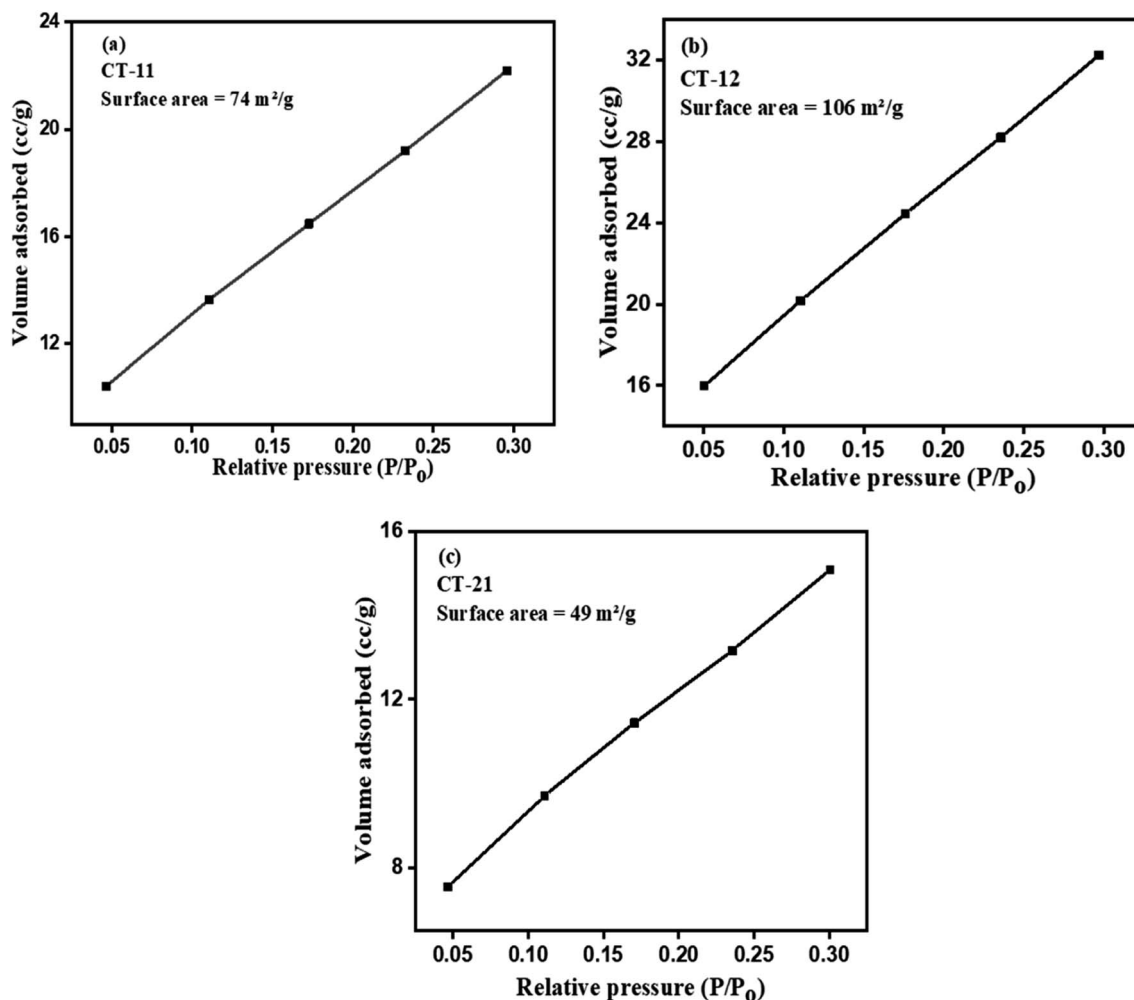 (a)
CT-11
Surface area = 74 m²/g
24
20
16
12
Volume adsorbed (cc/g)
0.05 0.10 0.15 0.20 0.25 0.30
Relative pressure (P/Po)
(b)
CT-12
Surface area = 106 m²/g
32
28
24
20
16
Volume adsorbed (cc/g)
0.05 0.10 0.15 0.20 0.25 0.30
Relative pressure (P/Po)
(c)
CT-21
Surface area = 49 m²/g
16
12
8
Volume adsorbed (cc/g)
0.05 0.10 0.15 0.20 0.25 0.30
Relative pressure (P/Po)